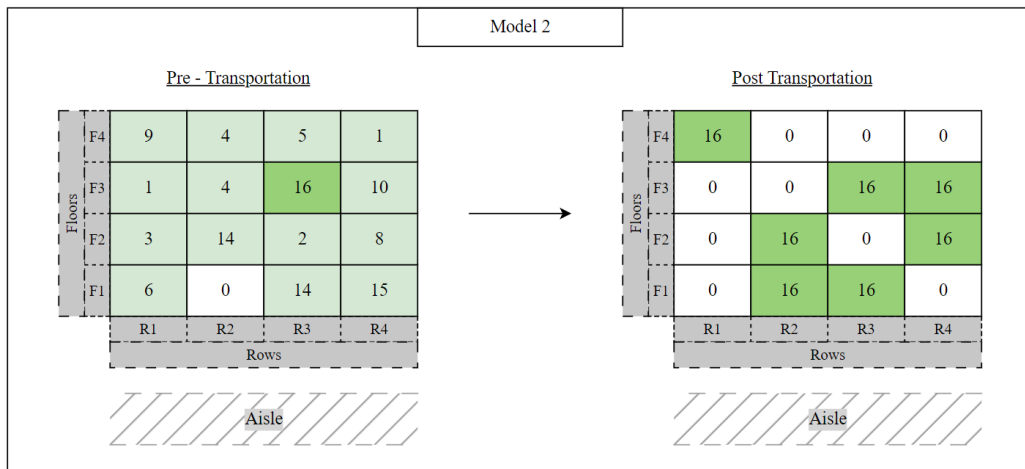 Model 2
Pre - Transportation
Post Transportation
Floors
F4 9 4 5 1
F3 1 4 16 10
F2 3 14 2 8
F1 6 0 14 15
R1 R2 R3 R4
Rows
Aisle
Floors
F4 16 0 0 0
F3 0 0 16 16
F2 0 16 0 16
F1 0 16 16 0
R1 R2 R3 R4
Rows
Aisle